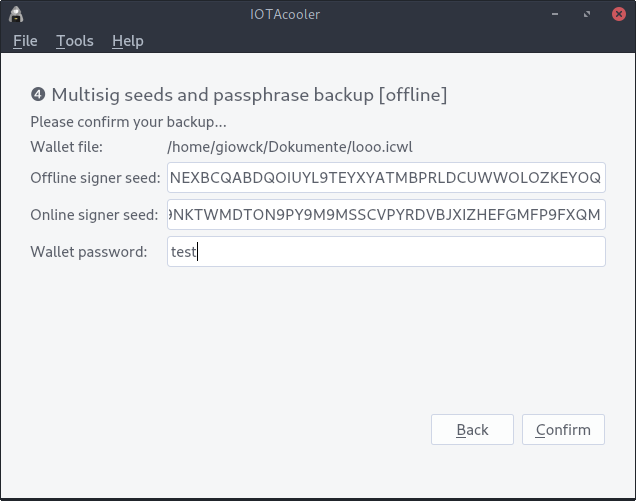 IOTAcooler
File Tools Help
❹ Multisig seeds and passphrase backup [offline]
Please confirm your backup...
Wallet file: /home/giowck/Dokumente/looo.icwl
Offline signer seed: NEXBCQABDQOIUYL9TEYXYATMBPRLDCUWWOLOZKEYOQ
Online signer seed: 9NKTWMDTON9PY9M9MSSCVPYRDVBJXIZHEFGMFP9FXQM
Wallet password: test
Back Confirm